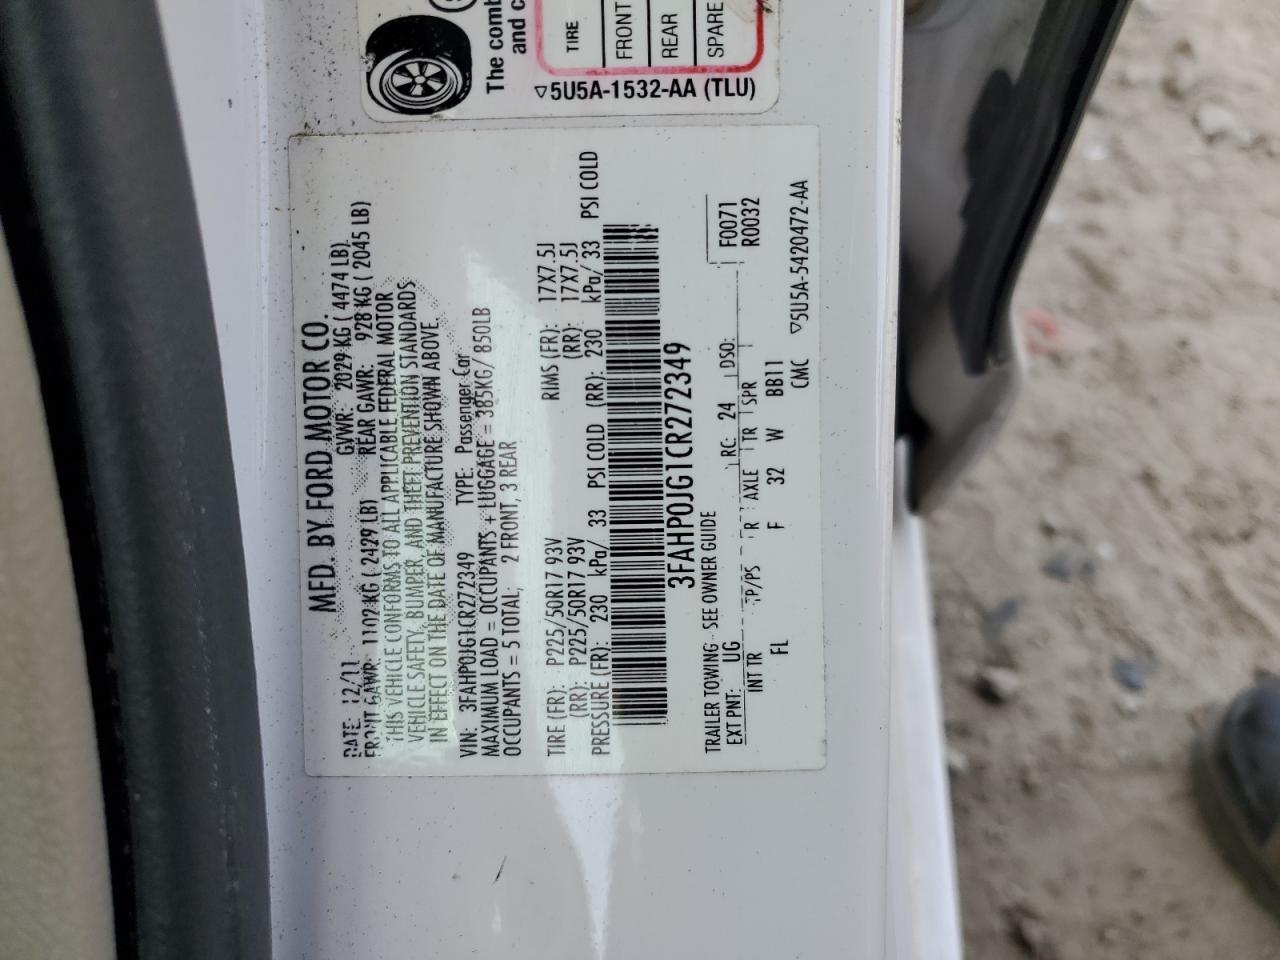 The comb
and c
TIRE
FRONT
REAR
SPARE
▽5U5A-1532-AA (TLU)
MFD. BY FORD MOTOR CO.
DATE: 12/11 GVWR: 2029 KG ( 4474 LB)
FRONT GAWR: 1102 KG ( 2429 LB) REAR GAWR: 928 KG ( 2045 LB)
THIS VEHICLE CONFORMS TO ALL APPLICABLE FEDERAL MOTOR
VEHICLE SAFETY, BUMPER, AND THEFT PREVENTION STANDARDS
IN EFFECT ON THE DATE OF MANUFACTURE SHOWN ABOVE.
VIN: 3FAHP0JG1CR272349 TYPE: Passenger Car
MAXIMUM LOAD = OCCUPANTS + LUGGAGE = 385KG/ 850LB
OCCUPANTS = 5 TOTAL, 2 FRONT, 3 REAR
TIRE (FR): P225/50R17 93V RIMS (FR): 17X7.5J
(RR): P225/50R17 93V (RR): 17X7.5J
PRESSURE (FR): 230 kPa/ 33 PSI COLD (RR): 230 kPa/ 33 PSI COLD
3FAHP0JG1CR272349
F0071
R0032
TRAILER TOWING - SEE OWNER GUIDE
EXT PNT: UG RC: 24 DSO:
INT TR TP/PS R AXLE TR SPR
FL F 32 W BB11
CMC ▽5U5A-5420472-AA